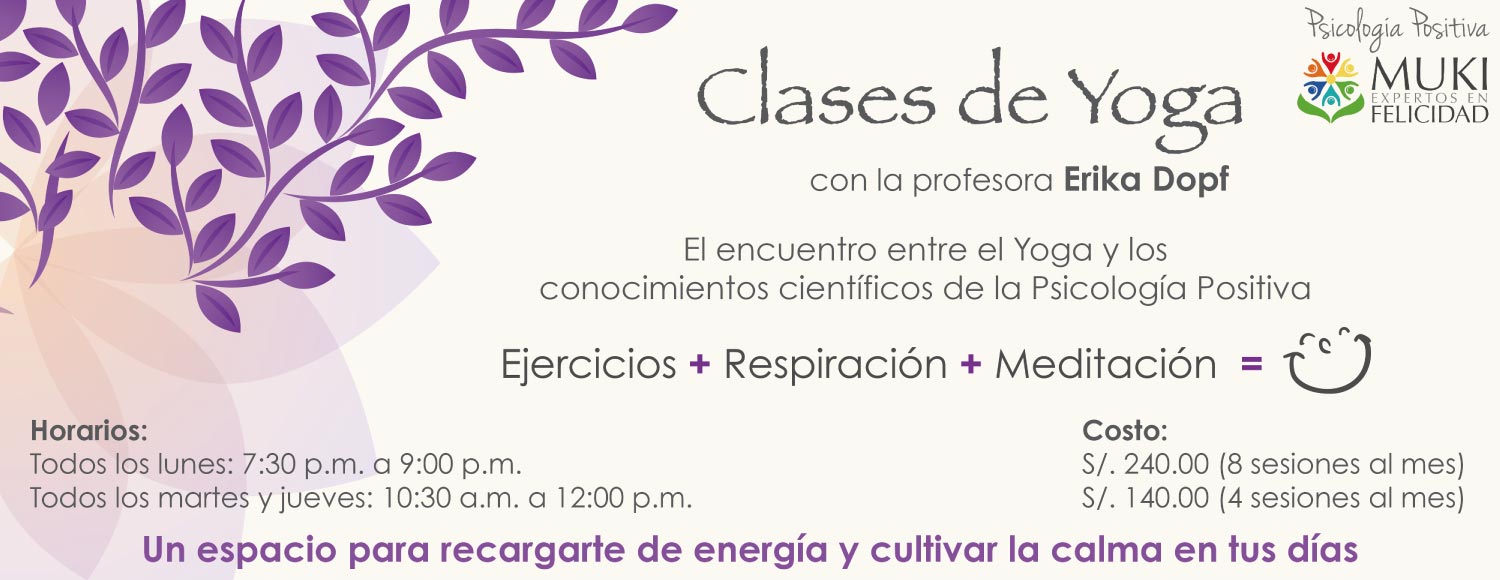 Psicología Positiva
MUKI
EXPERTOS EN
FELICIDAD
Clases de Yoga
con la profesora Erika Dopf
El encuentro entre el Yoga y los
conocimientos científicos de la Psicología Positiva
Ejercicios + Respiración + Meditación =
Horarios:
Todos los lunes: 7:30 p.m. a 9:00 p.m.
Todos los martes y jueves: 10:30 a.m. a 12:00 p.m.
Costo:
S/. 240.00 (8 sesiones al mes)
S/. 140.00 (4 sesiones al mes)
Un espacio para recargarte de energía y cultivar la calma en tus días